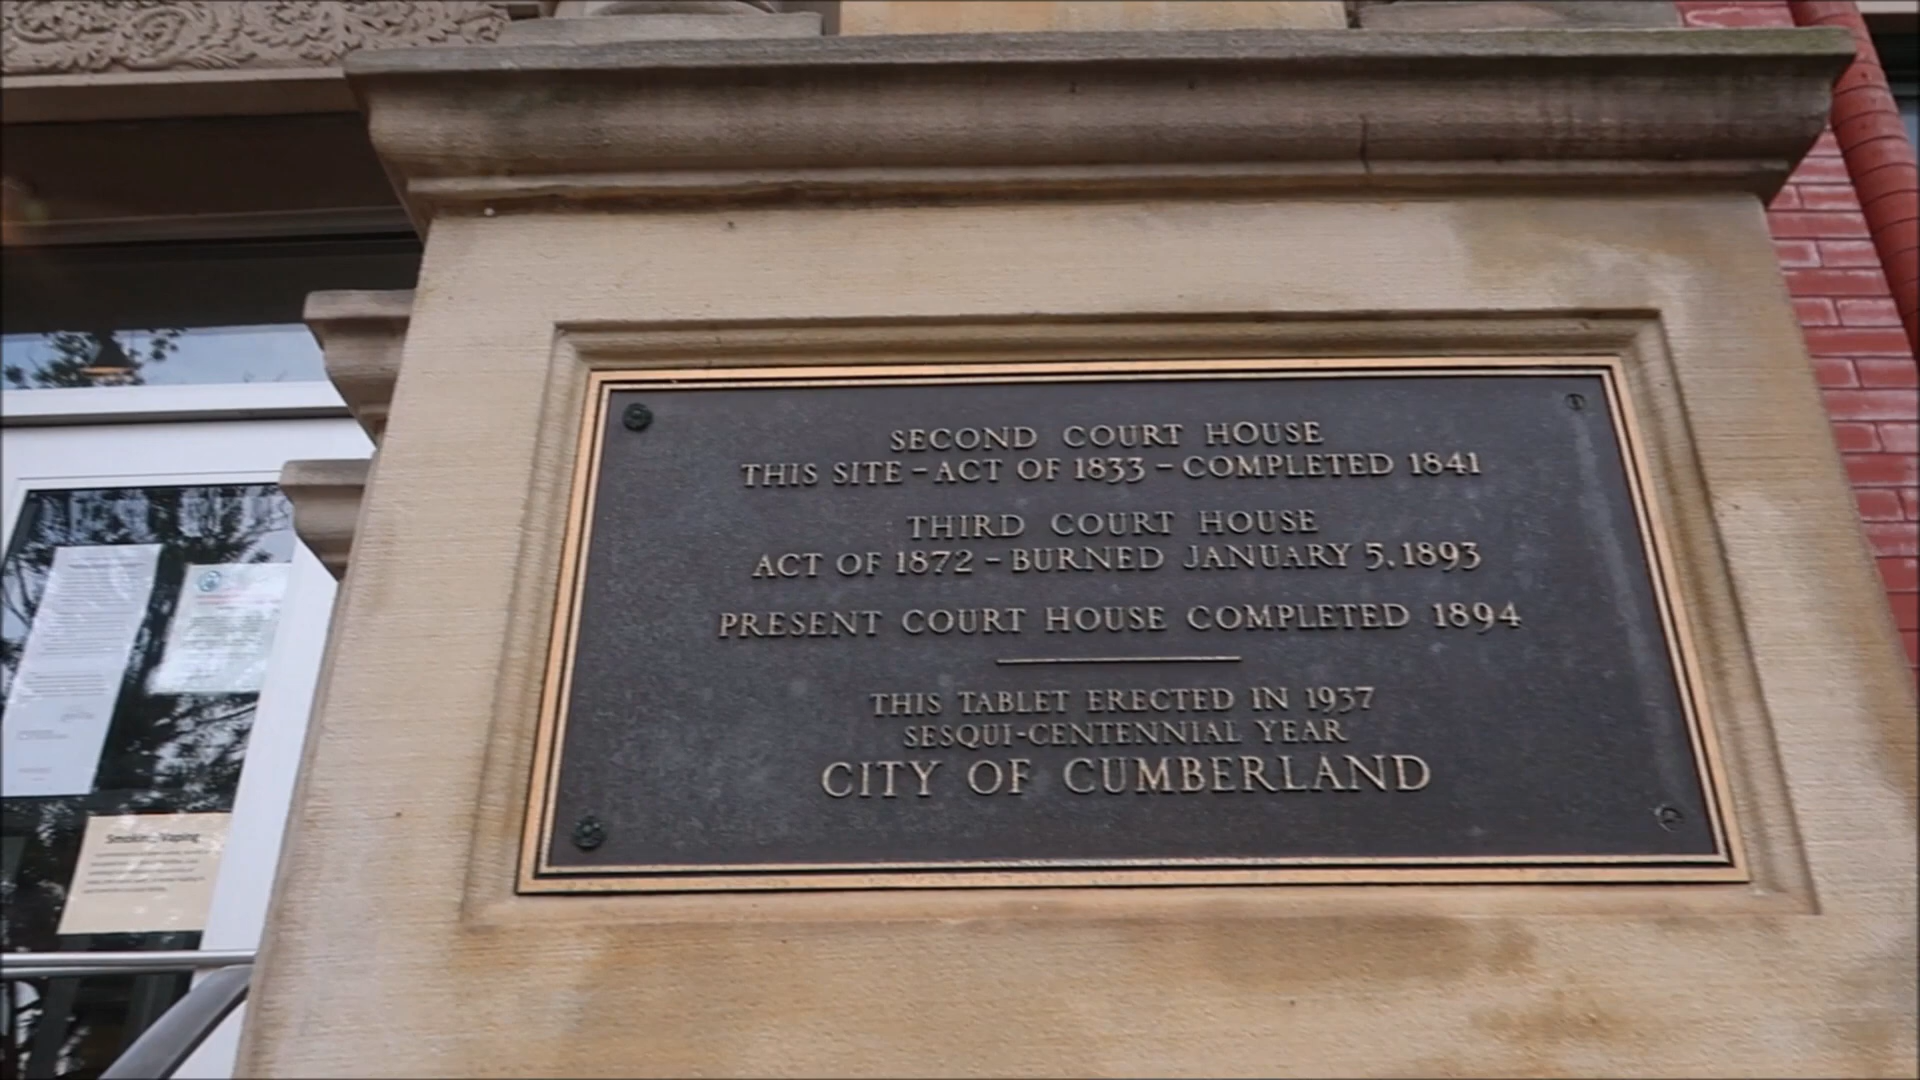 SECOND COURT HOUSE
THIS SITE - ACT OF 1833 - COMPLETED 1841
THIRD COURT HOUSE
ACT OF 1872 - BURNED JANUARY 5, 1893
PRESENT COURT HOUSE COMPLETED 1894
THIS TABLET ERECTED IN 1937
SESQUI-CENTENNIAL YEAR
CITY OF CUMBERLAND
Vaping